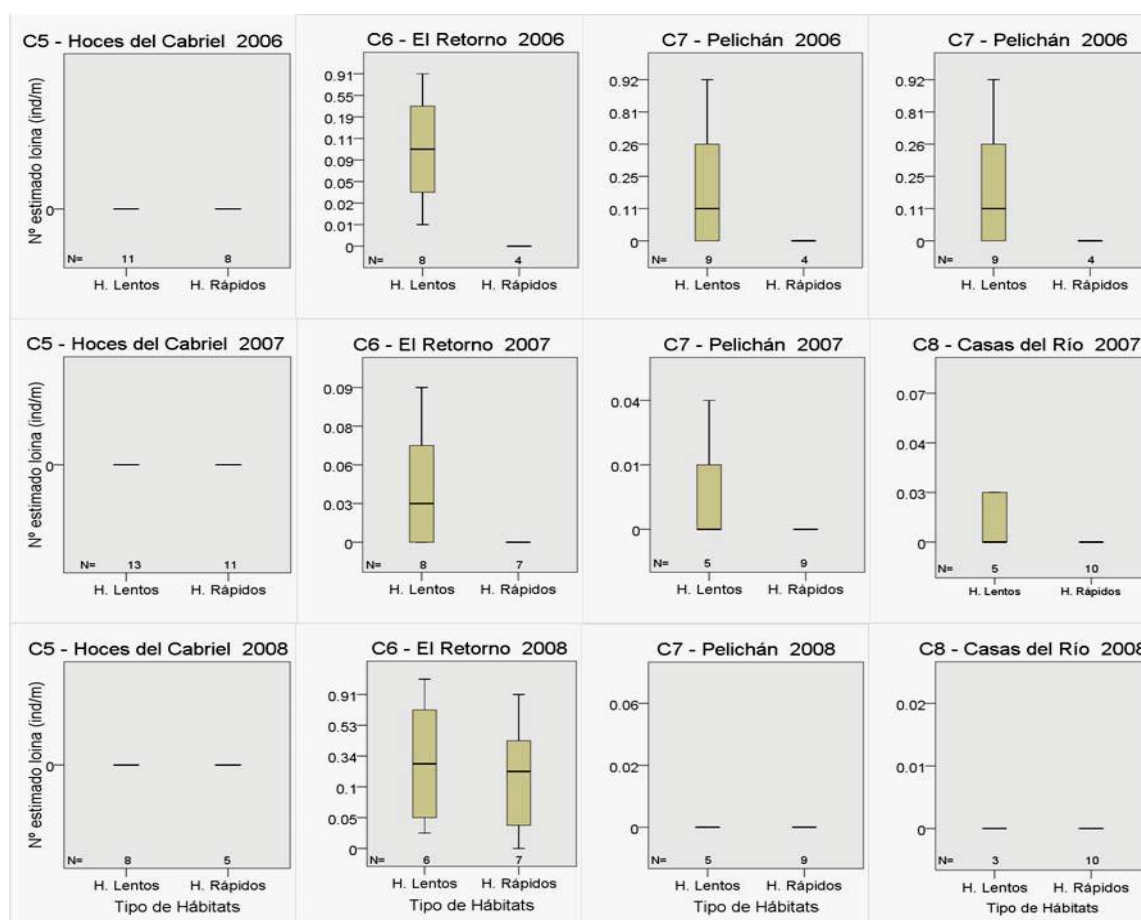 C5 - Hoces del Cabriel 2006
Nº estimado loina (ind/m)
0
N= 11 8
H. Lentos H. Rápidos
C6 - El Retorno 2006
0.91
0.55
0.19
0.11
0.09
0.05
0.02
0.01
0
N= 8 4
H. Lentos H. Rápidos
C7 - Pelichán 2006
0.92
0.81
0.26
0.25
0.11
0
N= 9 4
H. Lentos H. Rápidos
C7 - Pelichán 2006
0.92
0.81
0.26
0.25
0.11
0
N= 9 4
H. Lentos H. Rápidos
C5 - Hoces del Cabriel 2007
Nº estimado loina (ind/m)
0
N= 13 11
H. Lentos H. Rápidos
C6 - El Retorno 2007
0.09
0.08
0.06
0.03
0
N= 8 7
H. Lentos H. Rápidos
C7 - Pelichán 2007
0.04
0.01
0
N= 5 9
H. Lentos H. Rápidos
C8 - Casas del Río 2007
0.07
0.04
0.03
0
N= 5 10
H. Lentos H. Rápidos
C5 - Hoces del Cabriel 2008
Nº estimado loina (ind/m)
0
N= 8 5
H. Lentos H. Rápidos
Tipo de Hábitats
C6 - El Retorno 2008
0.91
0.53
0.34
0.1
0.05
0
N= 6 7
H. Lentos H. Rápidos
Tipo de Hábitats
C7 - Pelichán 2008
0.06
0.02
0
N= 5 9
H. Lentos H. Rápidos
Tipo de Hábitats
C8 - Casas del Río 2008
0.02
0.01
0
N= 3 10
H. Lentos H. Rápidos
Tipo de Hábitats